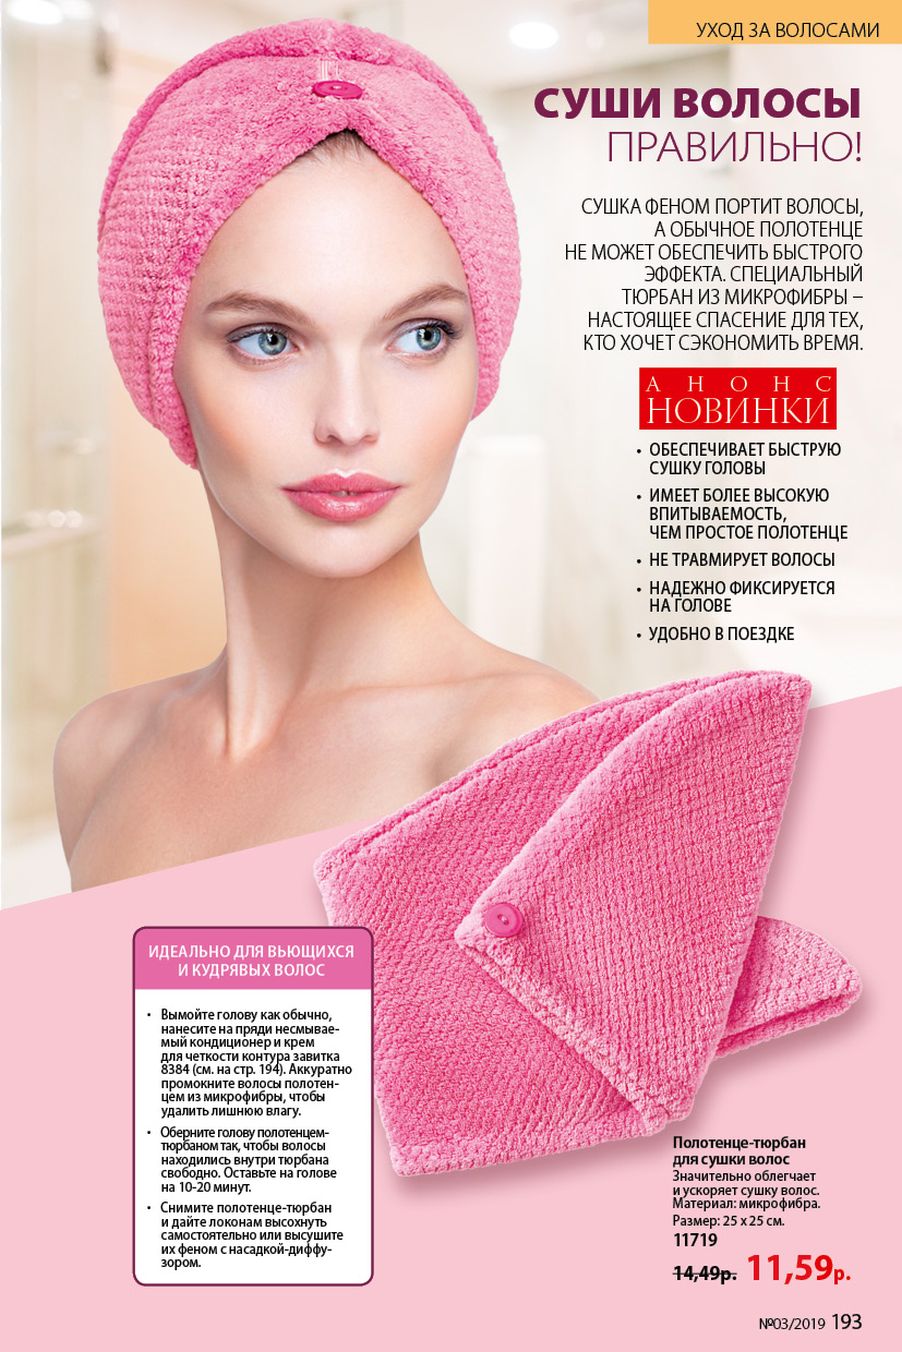 УХОД ЗА ВОЛОСАМИ
СУШИ ВОЛОСЫ
ПРАВИЛЬНО!
СУШКА ФЕНОМ ПОРТИТ ВОЛОСЫ,
А ОБЫЧНОЕ ПОЛОТЕНЦЕ
НЕ МОЖЕТ ОБЕСПЕЧИТЬ БЫСТРОГО
ЭФФЕКТА. СПЕЦИАЛЬНЫЙ
ТЮРБАН ИЗ МИКРОФИБРЫ –
НАСТОЯЩЕЕ СПАСЕНИЕ ДЛЯ ТЕХ,
КТО ХОЧЕТ СЭКОНОМИТЬ ВРЕМЯ.
АНОНС
НОВИНКИ
• ОБЕСПЕЧИВАЕТ БЫСТРУЮ
СУШКУ ГОЛОВЫ
• ИМЕЕТ БОЛЕЕ ВЫСОКУЮ
ВПИТЫВАЕМОСТЬ,
ЧЕМ ПРОСТОЕ ПОЛОТЕНЦЕ
• НЕ ТРАВМИРУЕТ ВОЛОСЫ
• НАДЕЖНО ФИКСИРУЕТСЯ
НА ГОЛОВЕ
• УДОБНО В ПОЕЗДКЕ
ИДЕАЛЬНО ДЛЯ ВЬЮЩИХСЯ
И КУДРЯВЫХ ВОЛОС
• Вымойте голову как обычно,
нанесите на пряди несмывае-
мый кондиционер и крем
для четкости контура завитка
8384 (см. на стр. 194). Аккуратно
промокните волосы полотен-
цем из микрофибры, чтобы
удалить лишнюю влагу.
• Оберните голову полотенцем-
тюрбаном так, чтобы волосы
находились внутри тюрбана
свободно. Оставьте на голове
на 10-20 минут.
• Снимите полотенце-тюрбан
и дайте локонам высохнуть
самостоятельно или высушите
их феном с насадкой-диффу-
зором.
Полотенце-тюрбан
для сушки волос
Значительно облегчает
и ускоряет сушку волос.
Материал: микрофибра.
Размер: 25 х 25 см.
11719
14,49р. 11,59р.
№03/2019 193